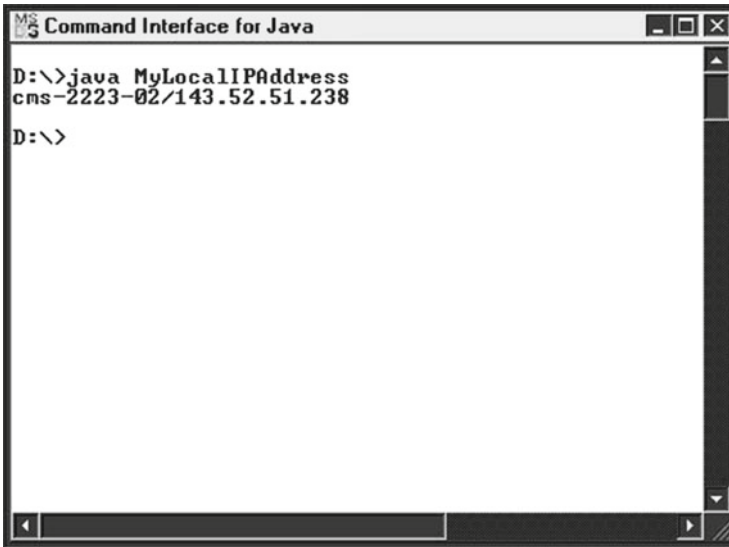 Command Interface for Java
D:\>java MyLocalIPAddress
cms-2223-02/143.52.51.238
D:\>